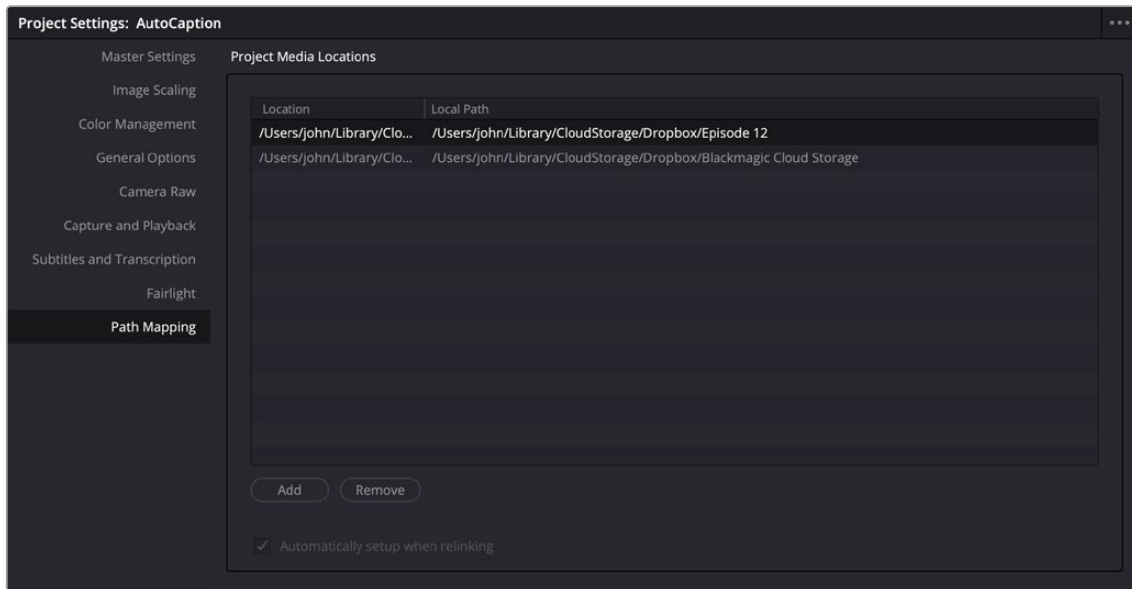 Project Settings: AutoCaption
Master Settings
Image Scaling
Color Management
General Options
Camera Raw
Capture and Playback
Subtitles and Transcription
Fairlight
Path Mapping
Project Media Locations
Location Local Path
/Users/john/Library/Clo... /Users/john/Library/CloudStorage/Dropbox/Episode 12
/Users/john/Library/Clo... /Users/john/Library/CloudStorage/Dropbox/Blackmagic Cloud Storage
Add Remove
Automatically setup when relinking